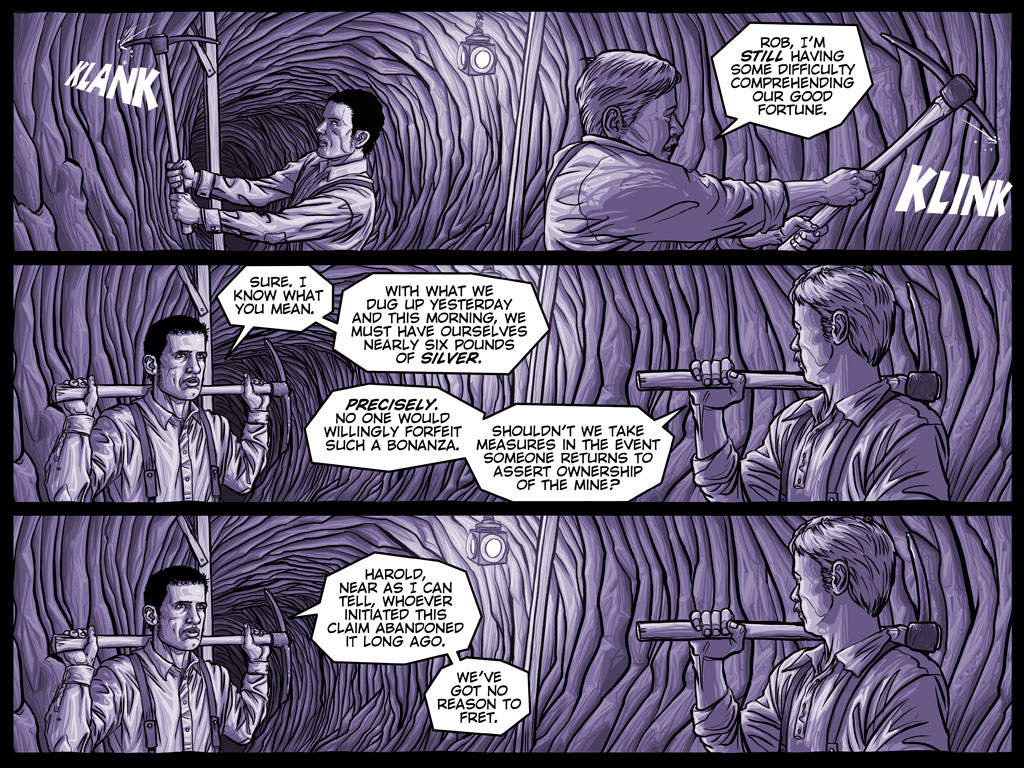 KLANK
ROB, I'M
STILL HAVING
SOME DIFFICULTY
COMPREHENDING
OUR GOOD
FORTUNE.
KLINK
SURE. I
KNOW WHAT
YOU MEAN.
WITH WHAT WE
DUG UP YESTERDAY
AND THIS MORNING, WE
MUST HAVE OURSELVES
NEARLY SIX POUNDS
OF SILVER.
PRECISELY.
NO ONE WOULD
WILLINGLY FORFEIT
SUCH A BONANZA.
SHOULDN'T WE TAKE
MEASURES IN THE EVENT
SOMEONE RETURNS TO
ASSERT OWNERSHIP
OF THE MINE?
HAROLD,
NEAR AS I CAN
TELL, WHOEVER
INITIATED THIS
CLAIM ABANDONED
IT LONG AGO.
WE'VE
GOT NO
REASON TO
FRET.